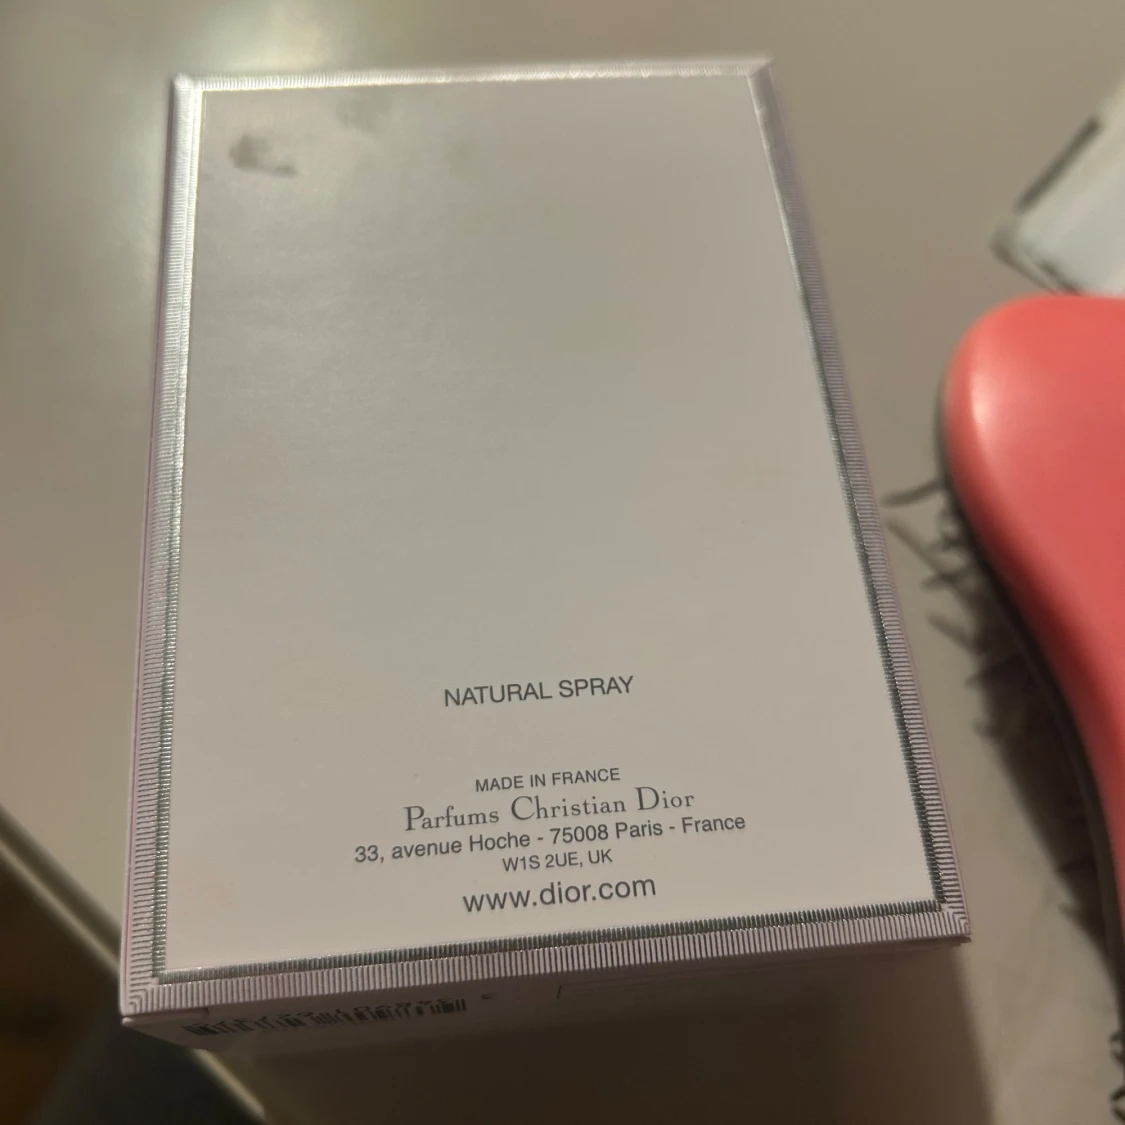 NATURAL SPRAY
MADE IN FRANCE
Parfums Christian Dior
33, avenue Hoche - 75008 Paris - France
W1S 2UE, UK
www.dior.com